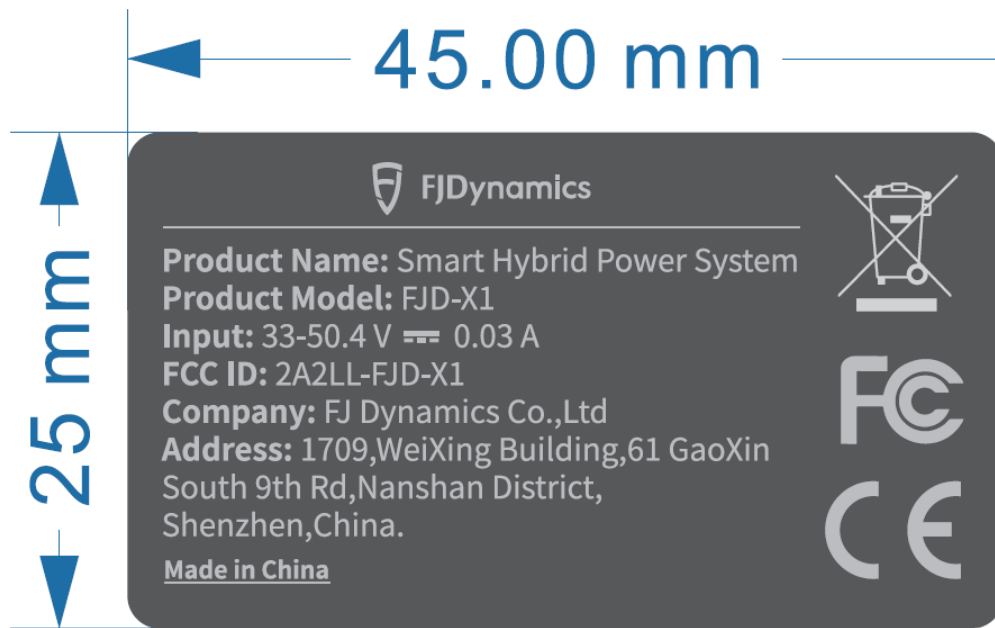 45.00 mm
25 mm
FJDynamics
Product Name: Smart Hybrid Power System
Product Model: FJD-X1
Input: 33-50.4 V ⎓ 0.03 A
FCC ID: 2A2LL-FJD-X1
Company: FJ Dynamics Co.,Ltd
Address: 1709,WeiXing Building,61 GaoXin
South 9th Rd,Nanshan District,
Shenzhen,China.
Made in China
FC
CE